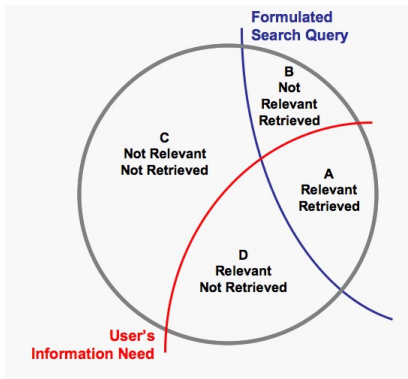 Formulated
Search Query
B
Not
Relevant
Retrieved
C
Not Relevant
Not Retrieved
A
Relevant
Retrieved
D
Relevant
Not Retrieved
User's
Information Need